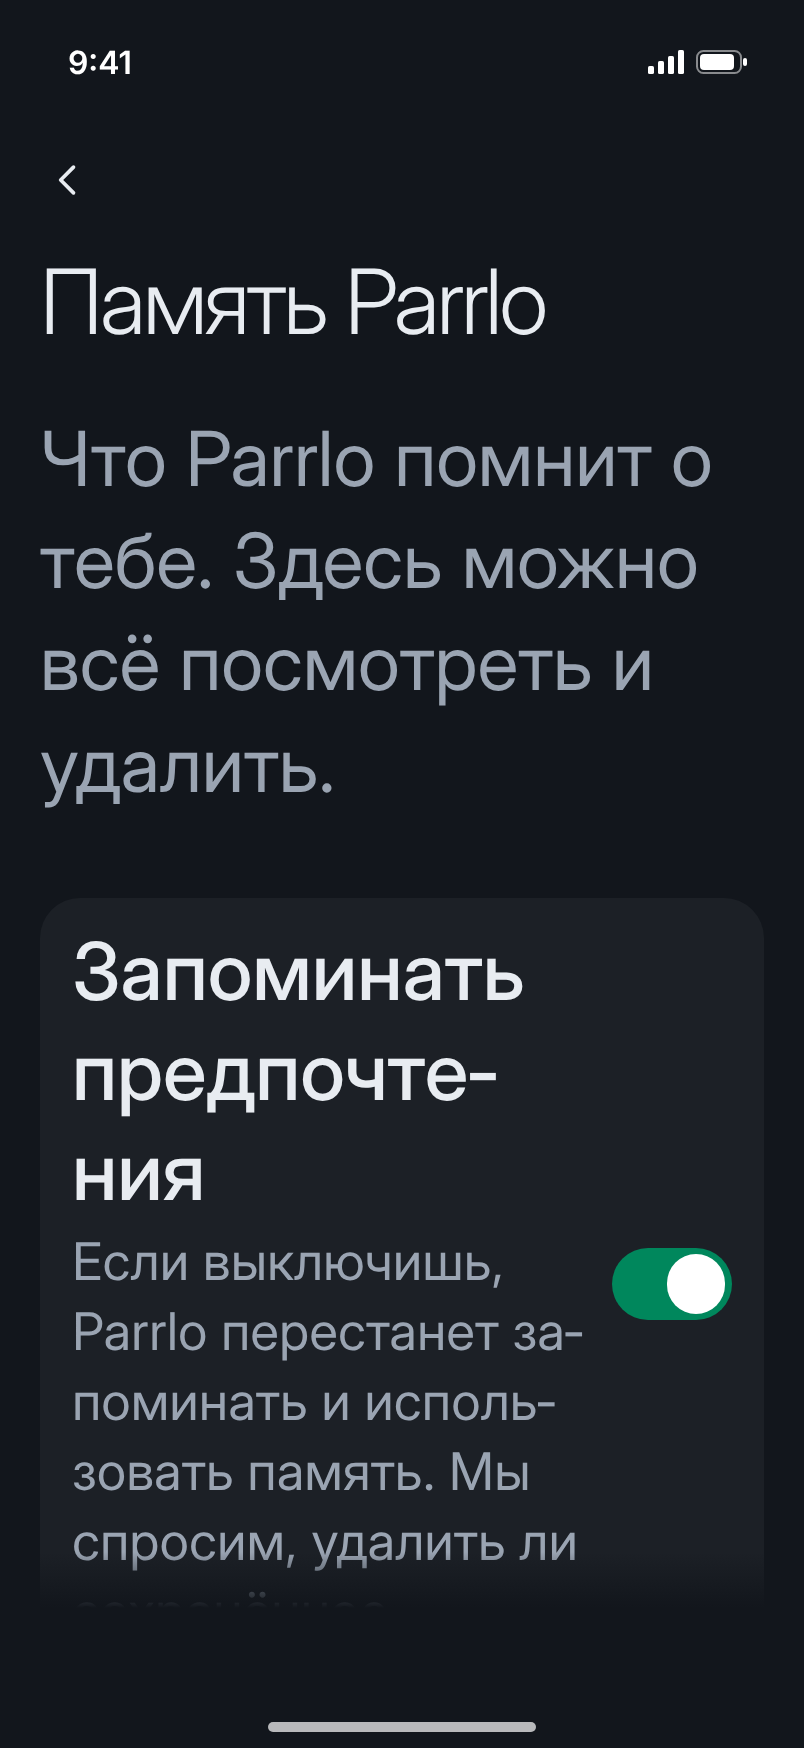 9:41
Память Parrlo
Что Parrlo помнит о
тебе. Здесь можно
всё посмотреть и
удалить.
Запоминать
предпочте-
ния
Если выключишь,
Parrlo перестанет за-
поминать и исполь-
зовать память. Мы
спросим, удалить ли